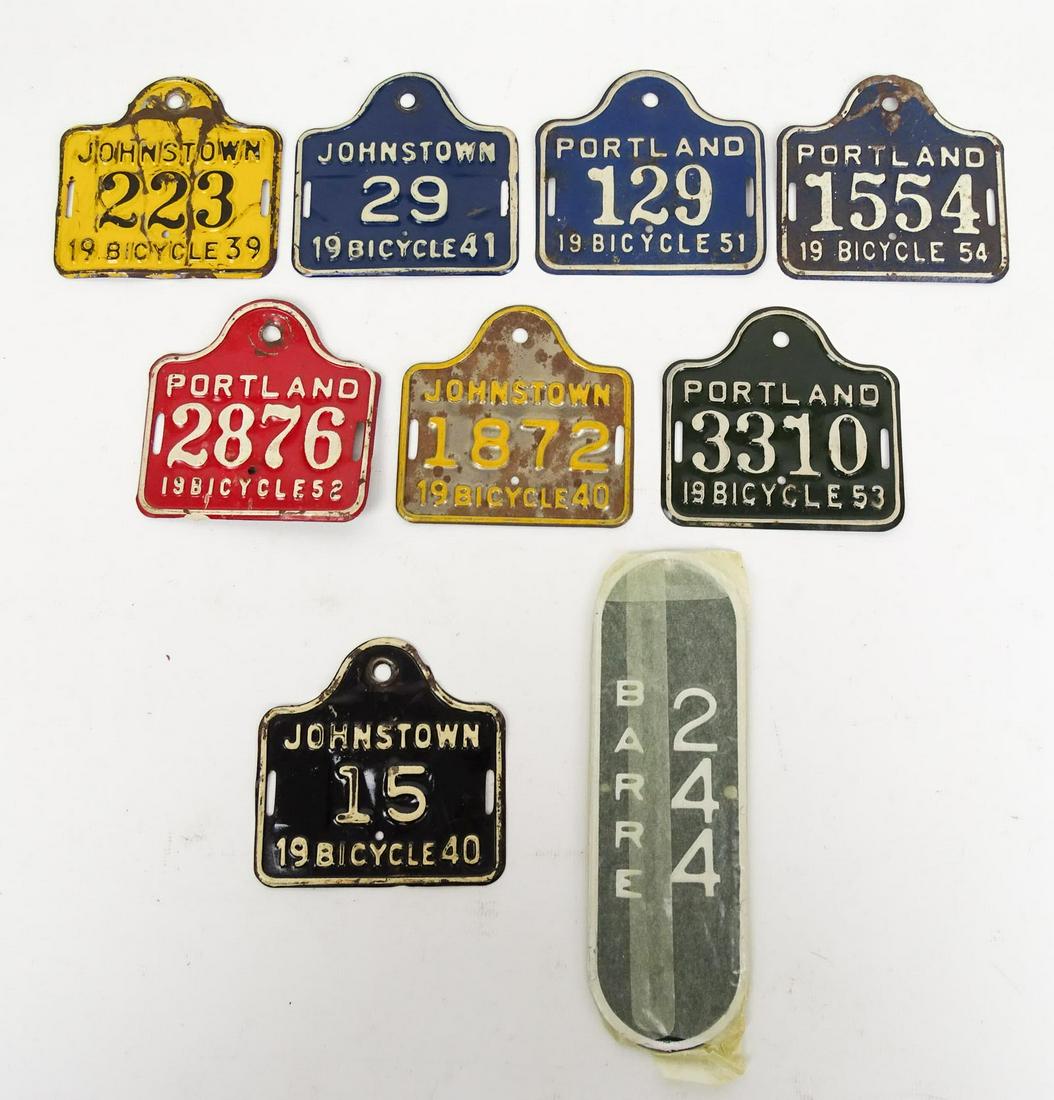 JOHNSTOWN
223
19 BICYCLE 39
JOHNSTOWN
29
19 BICYCLE 41
PORTLAND
129
19 BICYCLE 51
PORTLAND
1554
19 BICYCLE 54
PORTLAND
2876
19 BICYCLE 52
JOHNSTOWN
1872
19 BICYCLE 40
PORTLAND
3310
19 BICYCLE 53
JOHNSTOWN
15
19 BICYCLE 40
BARRE
244